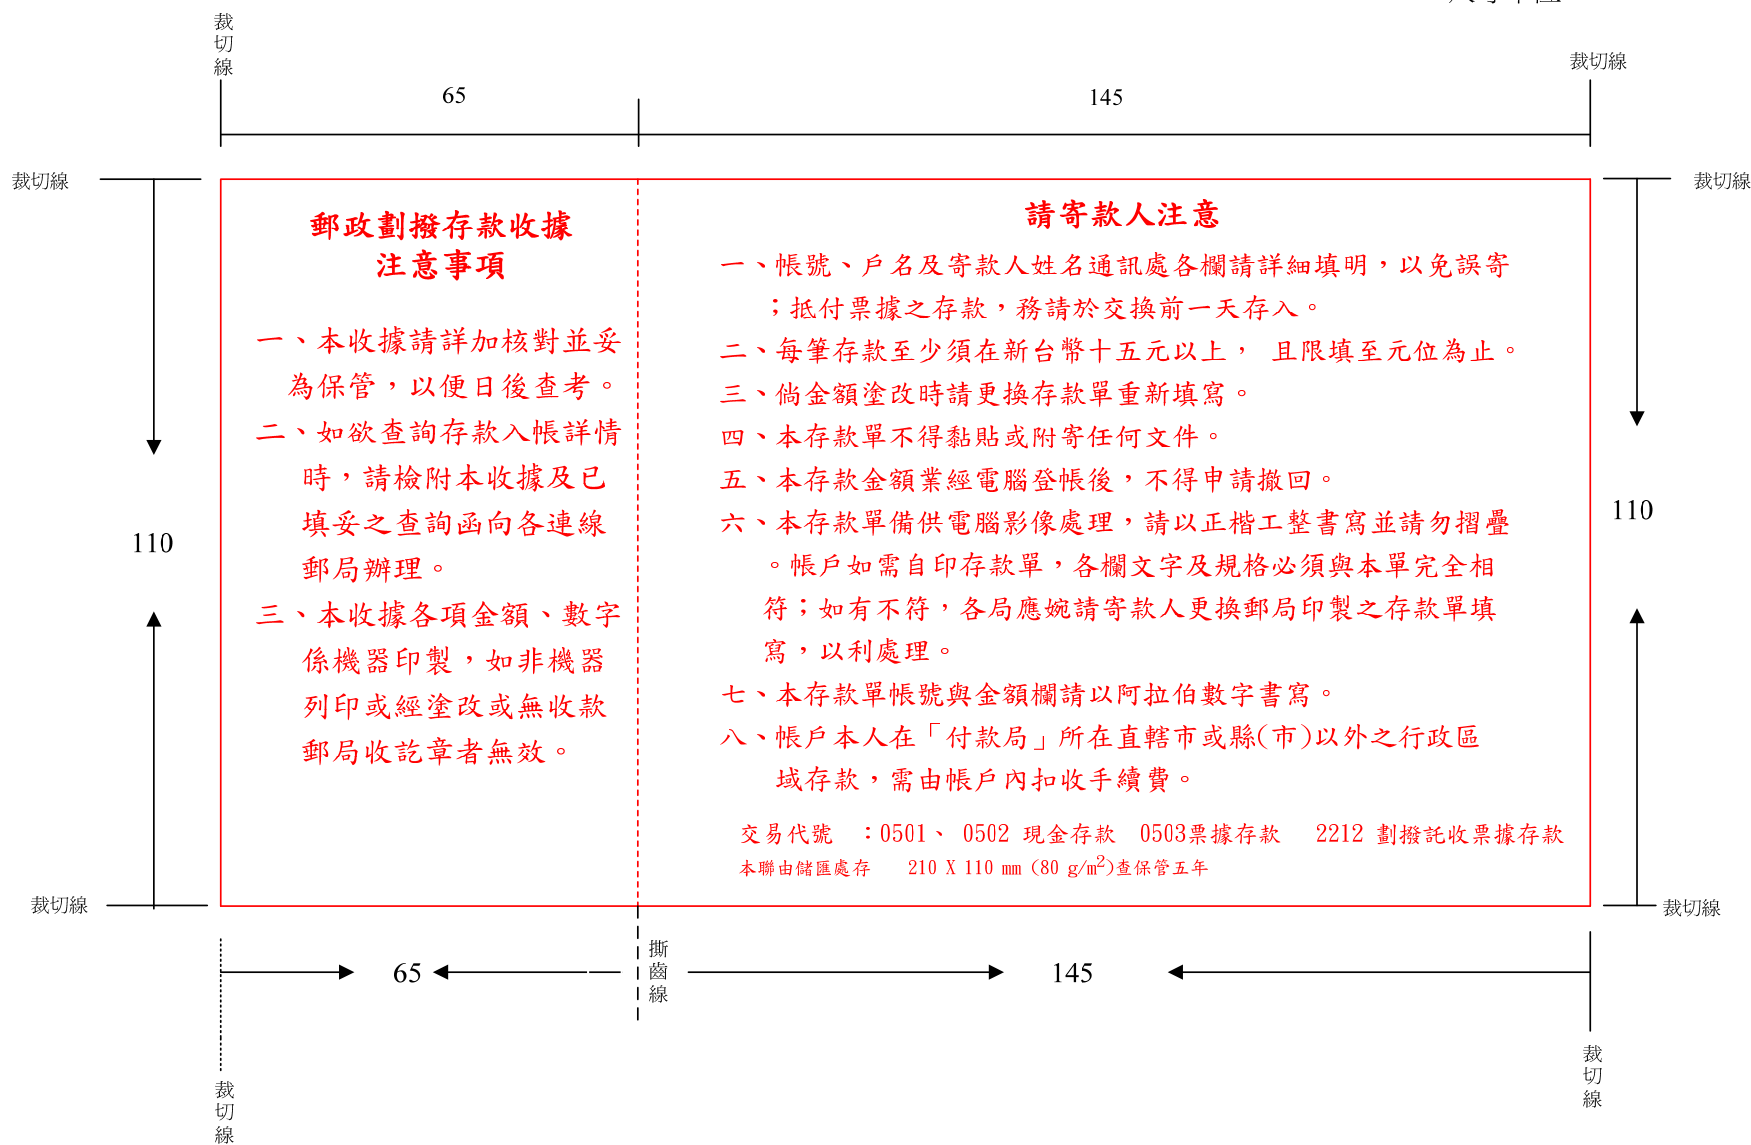 裁切線
裁切線
65
145
裁切線
裁切線
郵政劃撥存款收據
注意事項
一、本收據請詳加核對並妥
為保管，以便日後查考。
二、如欲查詢存款入帳詳情
時，請檢附本收據及已
填妥之查詢函向各連線
郵局辦理。
三、本收據各項金額、數字
係機器印製，如非機器
列印或經塗改或無收款
郵局收訖章者無效。
請寄款人注意
一、帳號、戶名及寄款人姓名通訊處各欄請詳細填明，以免誤寄
；抵付票據之存款，務請於交換前一天存入。
二、每筆存款至少須在新台幣十五元以上， 且限填至元位為止。
三、倘金額塗改時請更換存款單重新填寫。
四、本存款單不得黏貼或附寄任何文件。
五、本存款金額業經電腦登帳後，不得申請撤回。
六、本存款單備供電腦影像處理，請以正楷工整書寫並請勿摺疊
。帳戶如需自印存款單，各欄文字及規格必須與本單完全相
符；如有不符，各局應婉請寄款人更換郵局印製之存款單填
寫，以利處理。
七、本存款單帳號與金額欄請以阿拉伯數字書寫。
八、帳戶本人在「付款局」所在直轄市或縣(市)以外之行政區
域存款，需由帳戶內扣收手續費。
交易代號 ：0501、 0502 現金存款 0503票據存款 2212 劃撥託收票據存款
本聯由儲匯處存 210 X 110 mm (80 g/m²)查保管五年
110
110
裁切線
裁切線
65
撕齒線
145
裁切線
裁切線